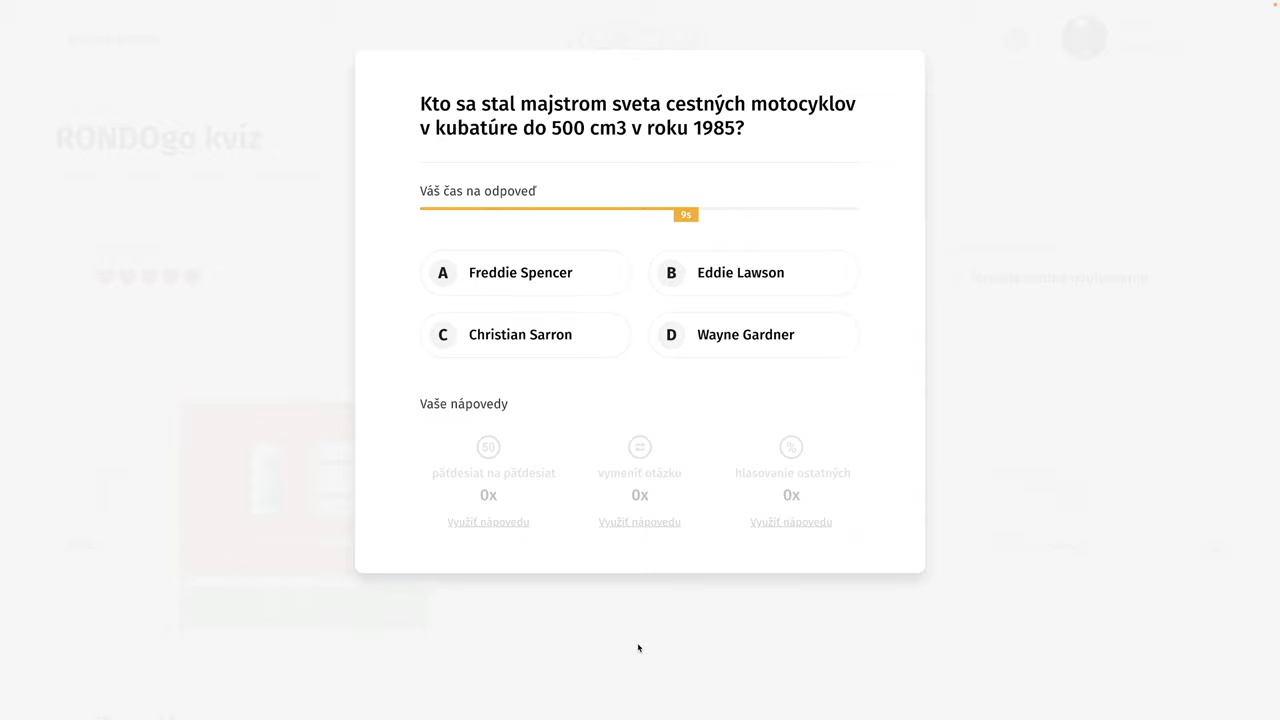 RONDOgo kvíz
Kto sa stal majstrom sveta cestných motocyklov
v kubatúre do 500 cm3 v roku 1985?
Váš čas na odpoveď
9s
A Freddie Spencer
B Eddie Lawson
C Christian Sarron
D Wayne Gardner
Vaše nápovedy
50
%
päťdesiat na päťdesiat
vymeniť otázku
hlasovanie ostatných
0x
0x
0x
Využiť nápovedu
Využiť nápovedu
Využiť nápovedu